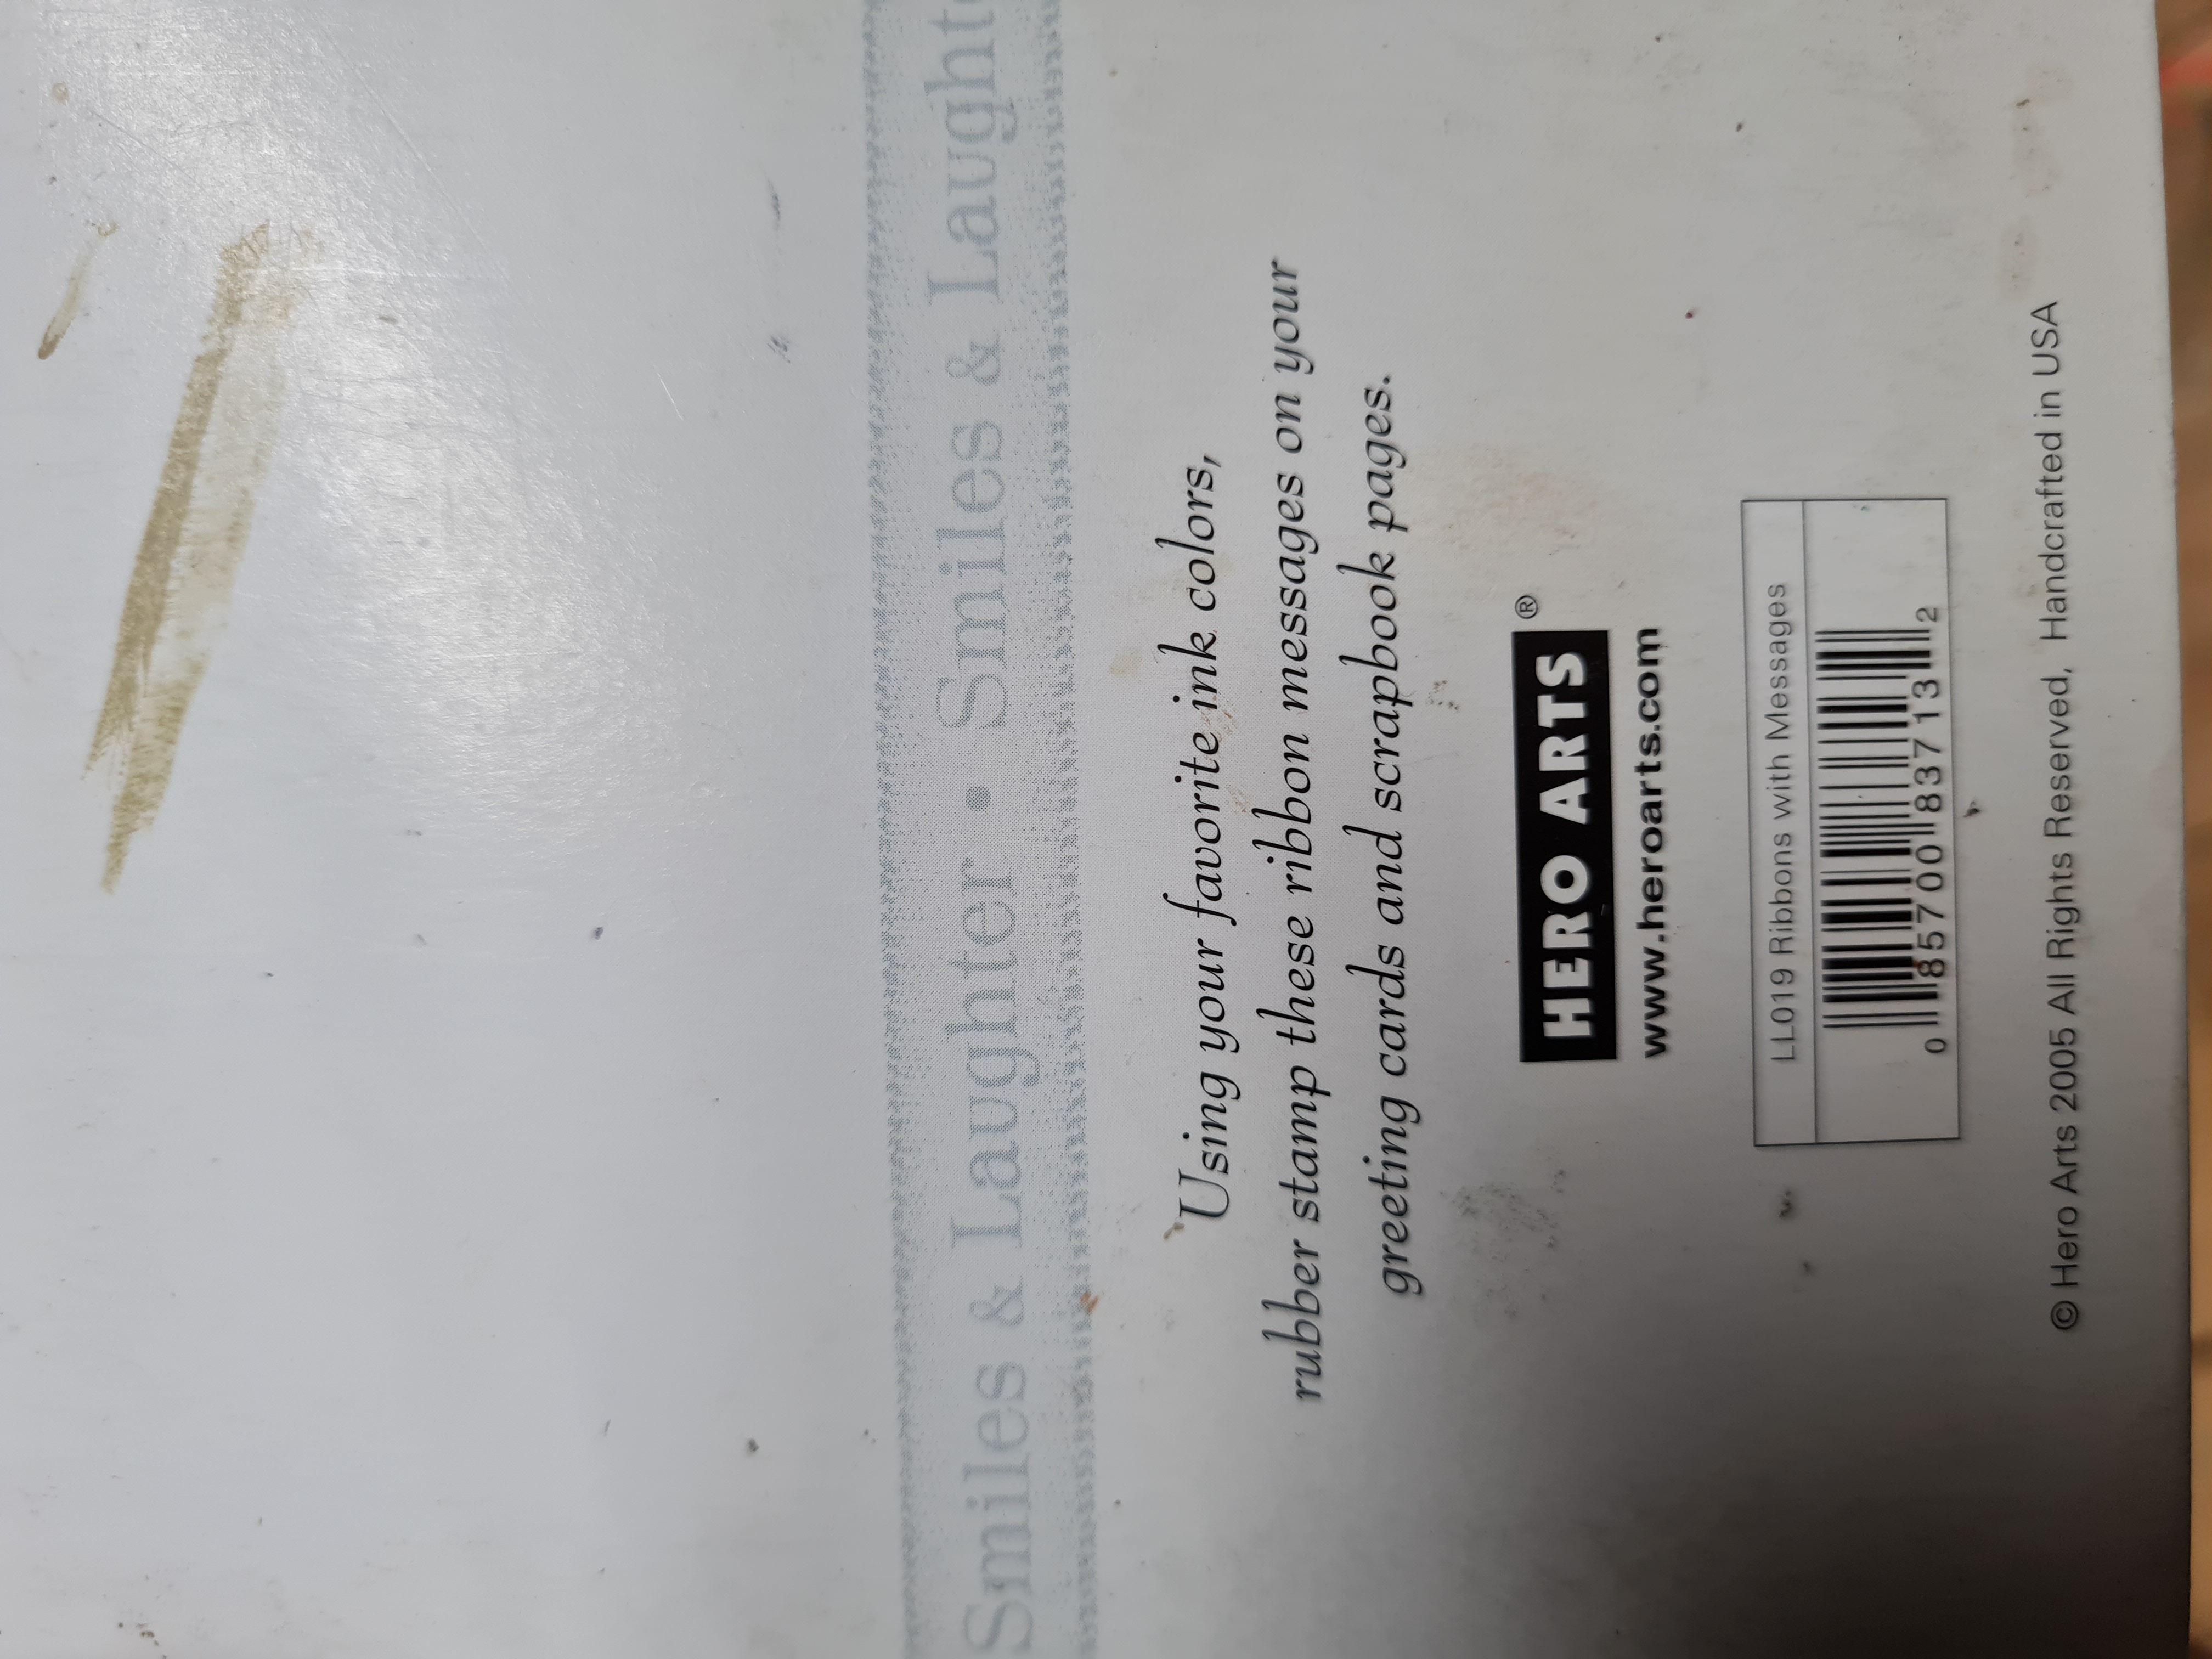 Smiles & Laughter • Smiles & Laughte
Using your favorite ink colors,
rubber stamp these ribbon messages on your
greeting cards and scrapbook pages.
HERO ARTS®
www.heroarts.com
LL019 Ribbons with Messages
0 85700 83713 2
© Hero Arts 2005 All Rights Reserved, Handcrafted in USA